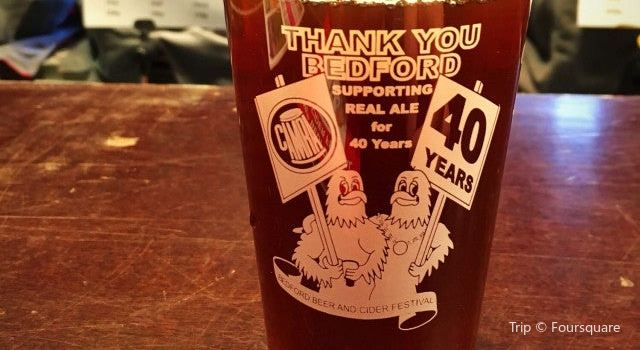 THANK YOU
BEDFORD
SUPPORTING
REAL ALE
for
40 Years
CAMRA
40
YEARS
BEDFORD BEER AND CIDER FESTIVAL
Trip © Foursquare